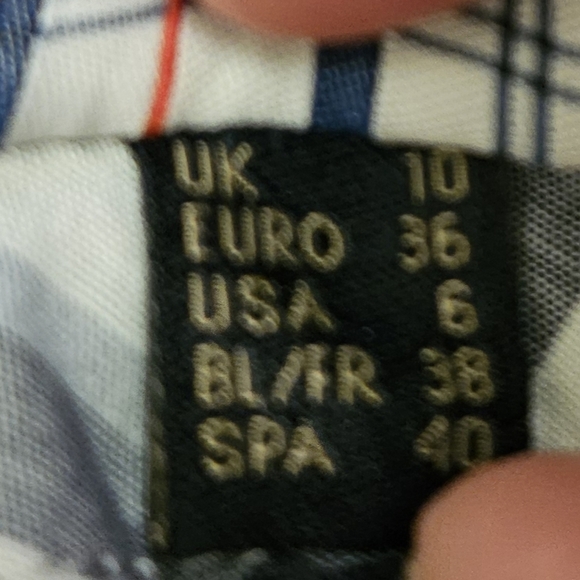 UK 10
EURO 36
USA 6
BL/FR 38
SPA 40